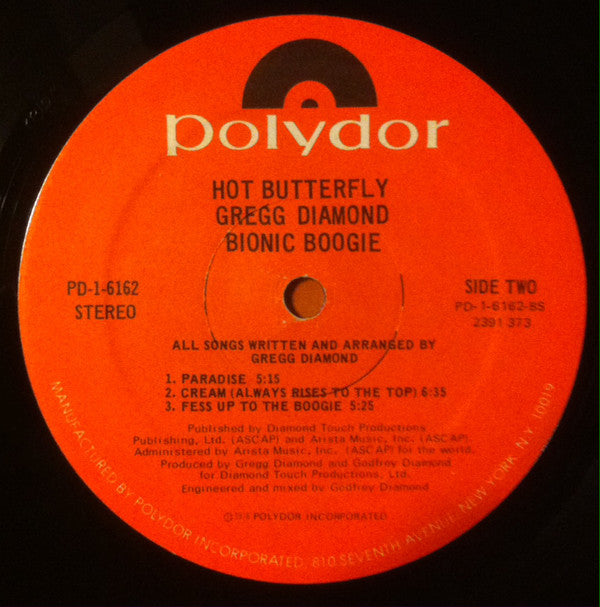 polydor
HOT BUTTERFLY
GREGG DIAMOND
BIONIC BOOGIE
PD-1-6162
STEREO
SIDE TWO
PD-1-6162-BS
2391 373
ALL SONGS WRITTEN AND ARRANGED BY
GREGG DIAMOND
1. PARADISE 5:15
2. CREAM (ALWAYS RISES TO THE TOP) 6:35
3. FESS UP TO THE BOOGIE 5:25
Published by Diamond Touch Productions
Publishing, Ltd. (ASCAP) and Arista Music, Inc. (ASCAP)
Administered by Arista Music, Inc. (ASCAP) for the world.
Produced by Gregg Diamond and Godfrey Diamond
for Diamond Touch Productions, Ltd.
Engineered and mixed by Godfrey Diamond
POLYDOR INCORPORATED
MANUFACTURED BY POLYDOR INCORPORATED, 810 SEVENTH AVENUE, NEW YORK, N.Y. 10019